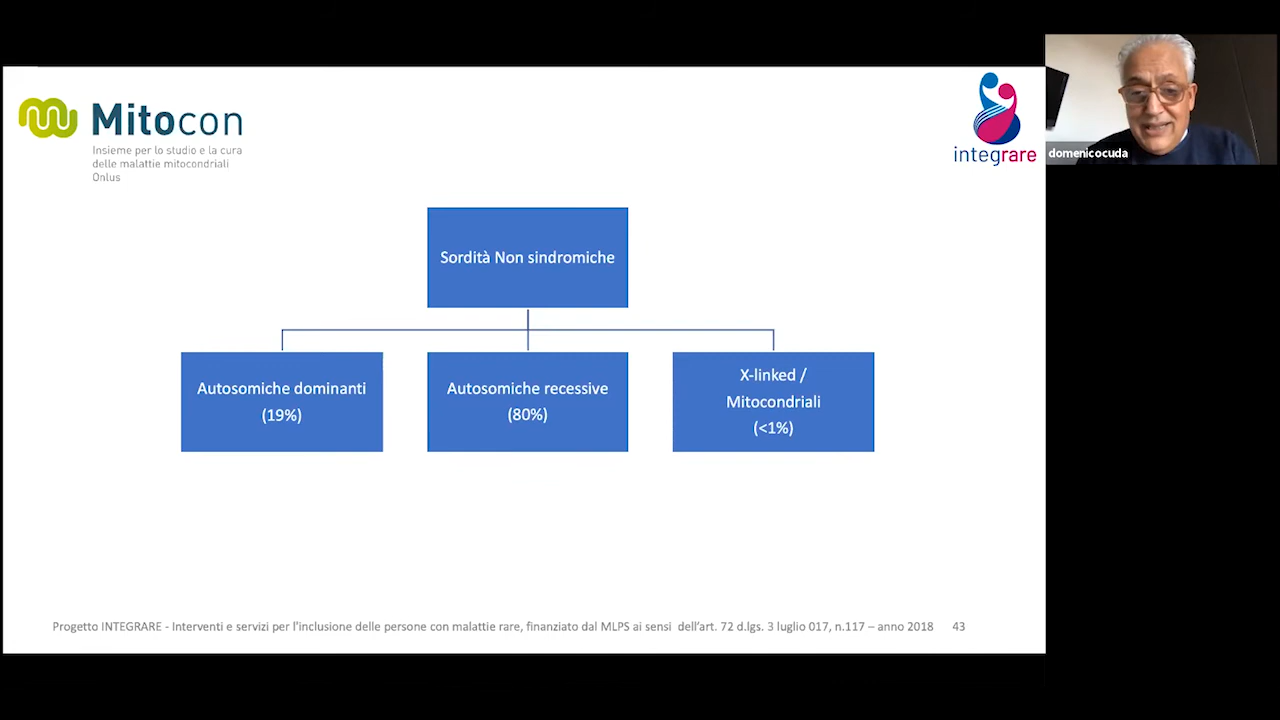 Mitocon
Insieme per lo studio e la cura
delle malattie mitocondriali
Onlus
integrare
domenicocuda
Sordità Non sindromiche
Autosomiche dominanti
(19%)
Autosomiche recessive
(80%)
X-linked /
Mitocondriali
(<1%)
Progetto INTEGRARE - Interventi e servizi per l'inclusione delle persone con malattie rare, finanziato dal MLPS ai sensi dell'art. 72 d.lgs. 3 luglio 017, n.117 – anno 2018 43